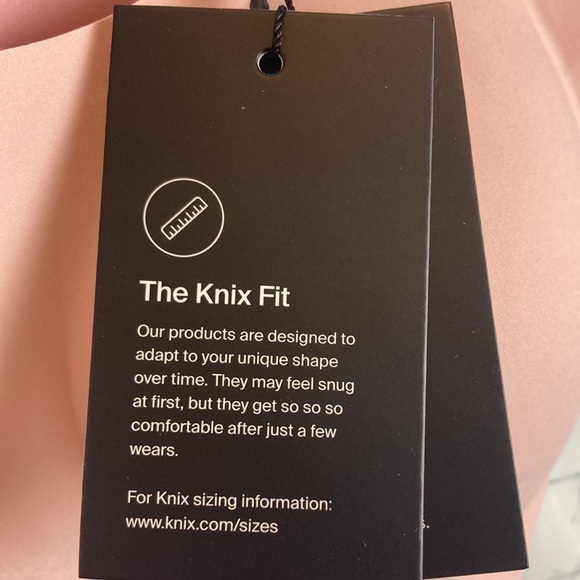 The Knix Fit
Our products are designed to
adapt to your unique shape
over time. They may feel snug
at first, but they get so so so
comfortable after just a few
wears.
For Knix sizing information:
www.knix.com/sizes